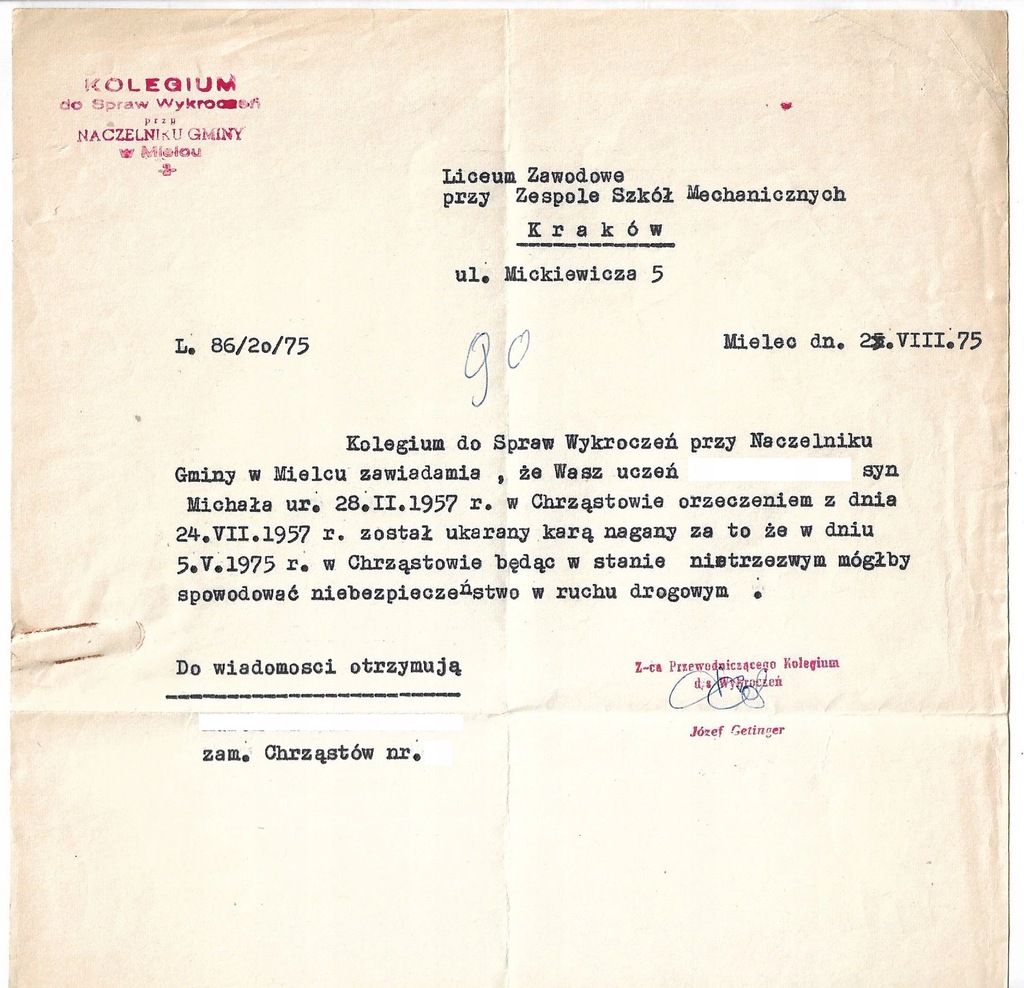 KOLEGIUM
do Spraw Wykroczeń
przy
NACZELNIKU GMINY
w Mielcu
-2-
Liceum Zawodowe
przy Zespole Szkół Mechanicznych
Kraków
ul. Mickiewicza 5
L. 86/2o/75
90
Mielec dn. .VIII.75
Kolegium do Spraw Wykroczeń przy Naczelniku
Gminy w Mielcu zawiadamia , że Wasz uczeń syn
Michała ur. 28.II.1957 r. w Chrząstowie orzeczeniem z dnia
24.VII.1957 r. został ukarany karą nagany za to że w dniu
5.V.1975 r. w Chrząstowie będąc w stanie nietrzezwym mógłby
spowodować niebezpieczeństwo w ruchu drogowym .
Do wiadomosci otrzymują
Z-ca Przewodniczącego Kolegium
d/s Wykroczeń
Józef Getinger
zam. Chrząstów nr.